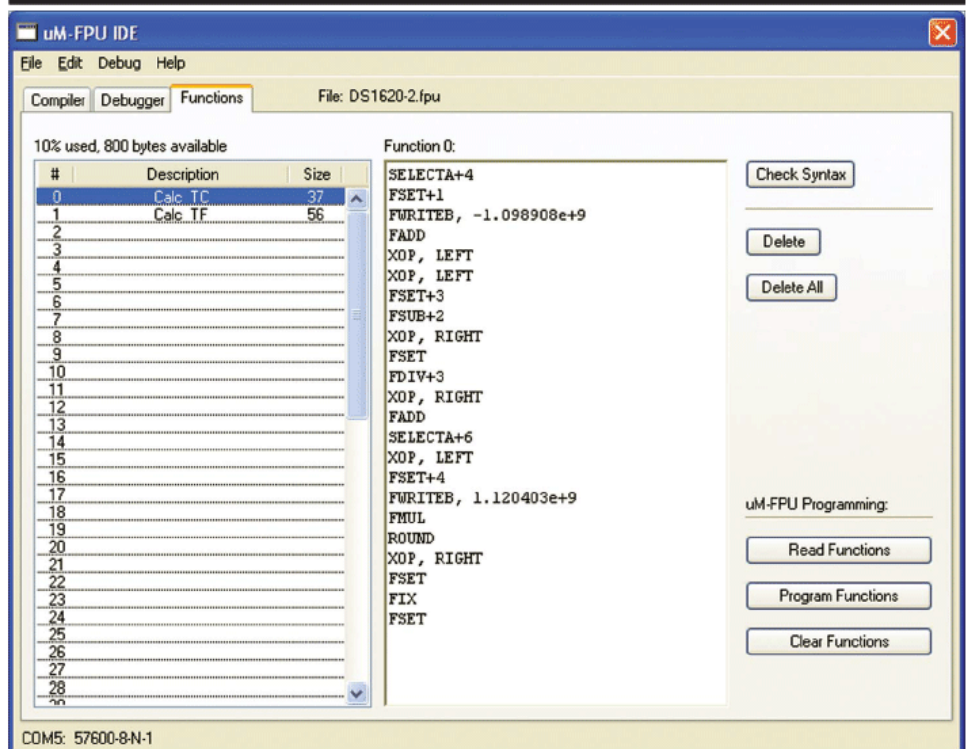 uM-FPU IDE
File Edit Debug Help
Compiler Debugger Functions File: DS1620-2.fpu
10% used, 800 bytes available
# Description Size
0 Calc TC 37
1 Calc TF 56
2
3
4
5
6
7
8
9
10
11
12
13
14
15
16
17
18
19
20
21
22
23
24
25
26
27
28
Function 0:
SELECTA+4
FSET+1
FWRITEB, -1.098908e+9
FADD
XOP, LEFT
XOP, LEFT
FSET+3
FSUB+2
XOP, RIGHT
FSET
FDIV+3
XOP, RIGHT
FADD
SELECTA+6
XOP, LEFT
FSET+4
FWRITEB, 1.120403e+9
FMUL
ROUND
XOP, RIGHT
FSET
FIX
FSET
Check Syntax
Delete
Delete All
uM-FPU Programming:
Read Functions
Program Functions
Clear Functions
COM5: 57600-8-N-1